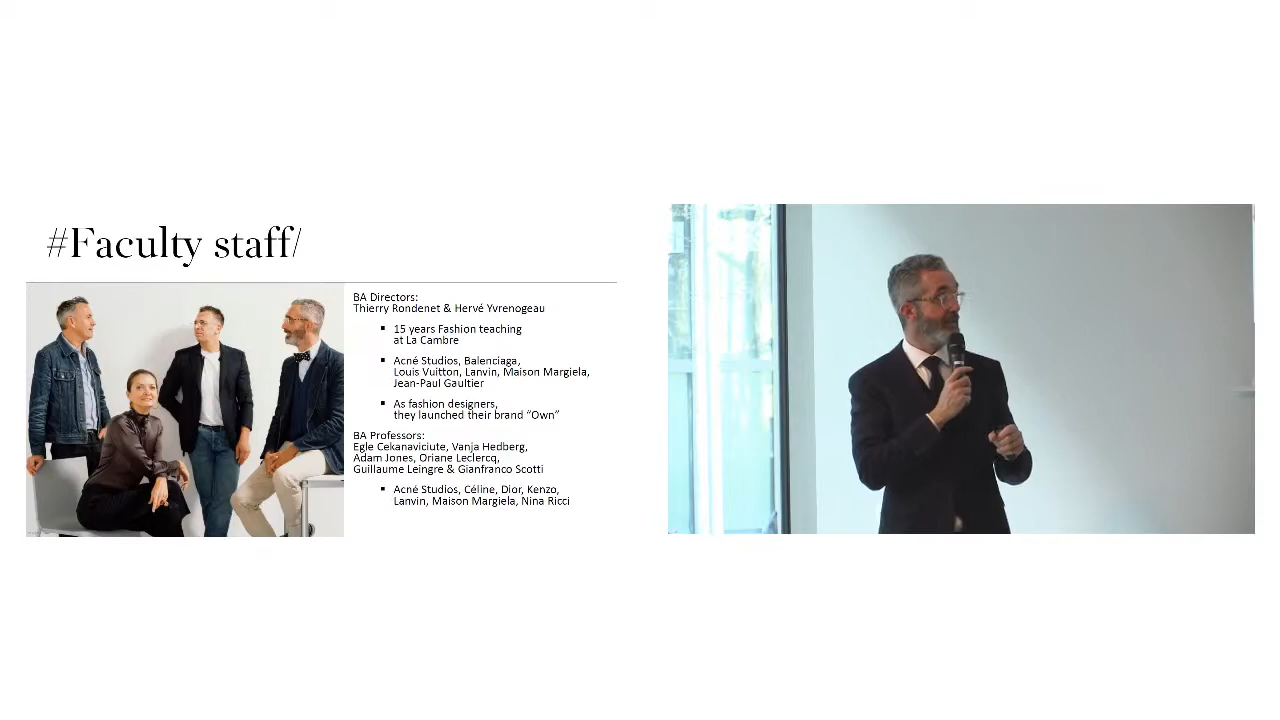 #Faculty staff/
BA Directors:
Thierry Rondenet & Hervé Yvrenogeau
▪ 15 years Fashion teaching
at La Cambre
▪ Acné Studios, Balenciaga,
Louis Vuitton, Lanvin, Maison Margiela,
Jean-Paul Gaultier
▪ As fashion designers,
they launched their brand “Own”
BA Professors:
Egle Cekanaviciute, Vanja Hedberg,
Adam Jones, Oriane Leclercq,
Guillaume Leingre & Gianfranco Scotti
▪ Acné Studios, Céline, Dior, Kenzo,
Lanvin, Maison Margiela, Nina Ricci